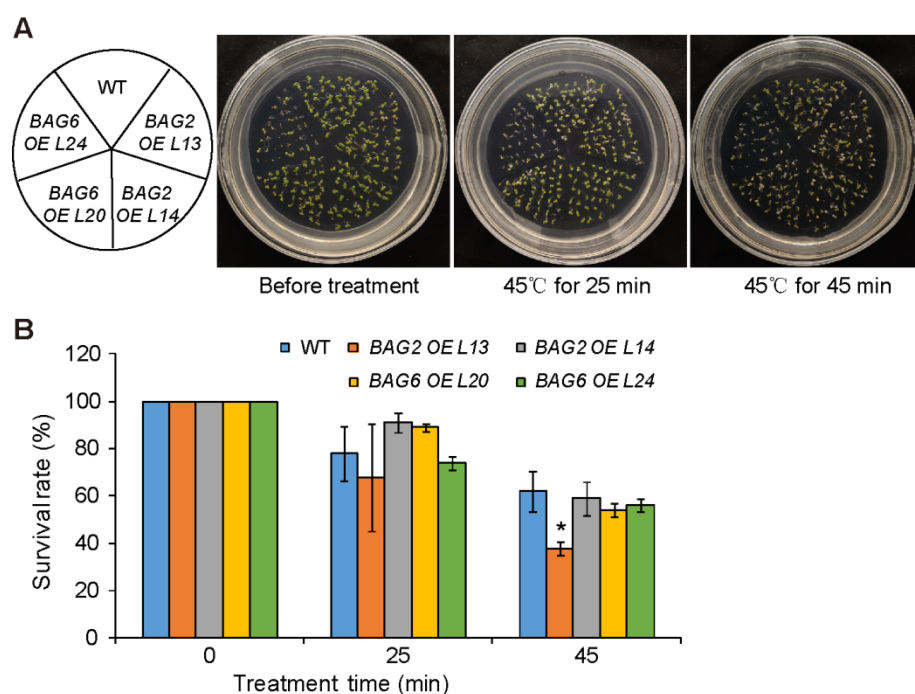 A
WT
BAG6 OE L24
BAG2 OE L13
BAG6 OE L20
BAG2 OE L14
Before treatment
45℃ for 25 min
45℃ for 45 min
B
WT
BAG2 OE L13
BAG2 OE L14
BAG6 OE L20
BAG6 OE L24
Survival rate (%)
120
100
80
60
40
20
0
*
0
25
45
Treatment time (min)